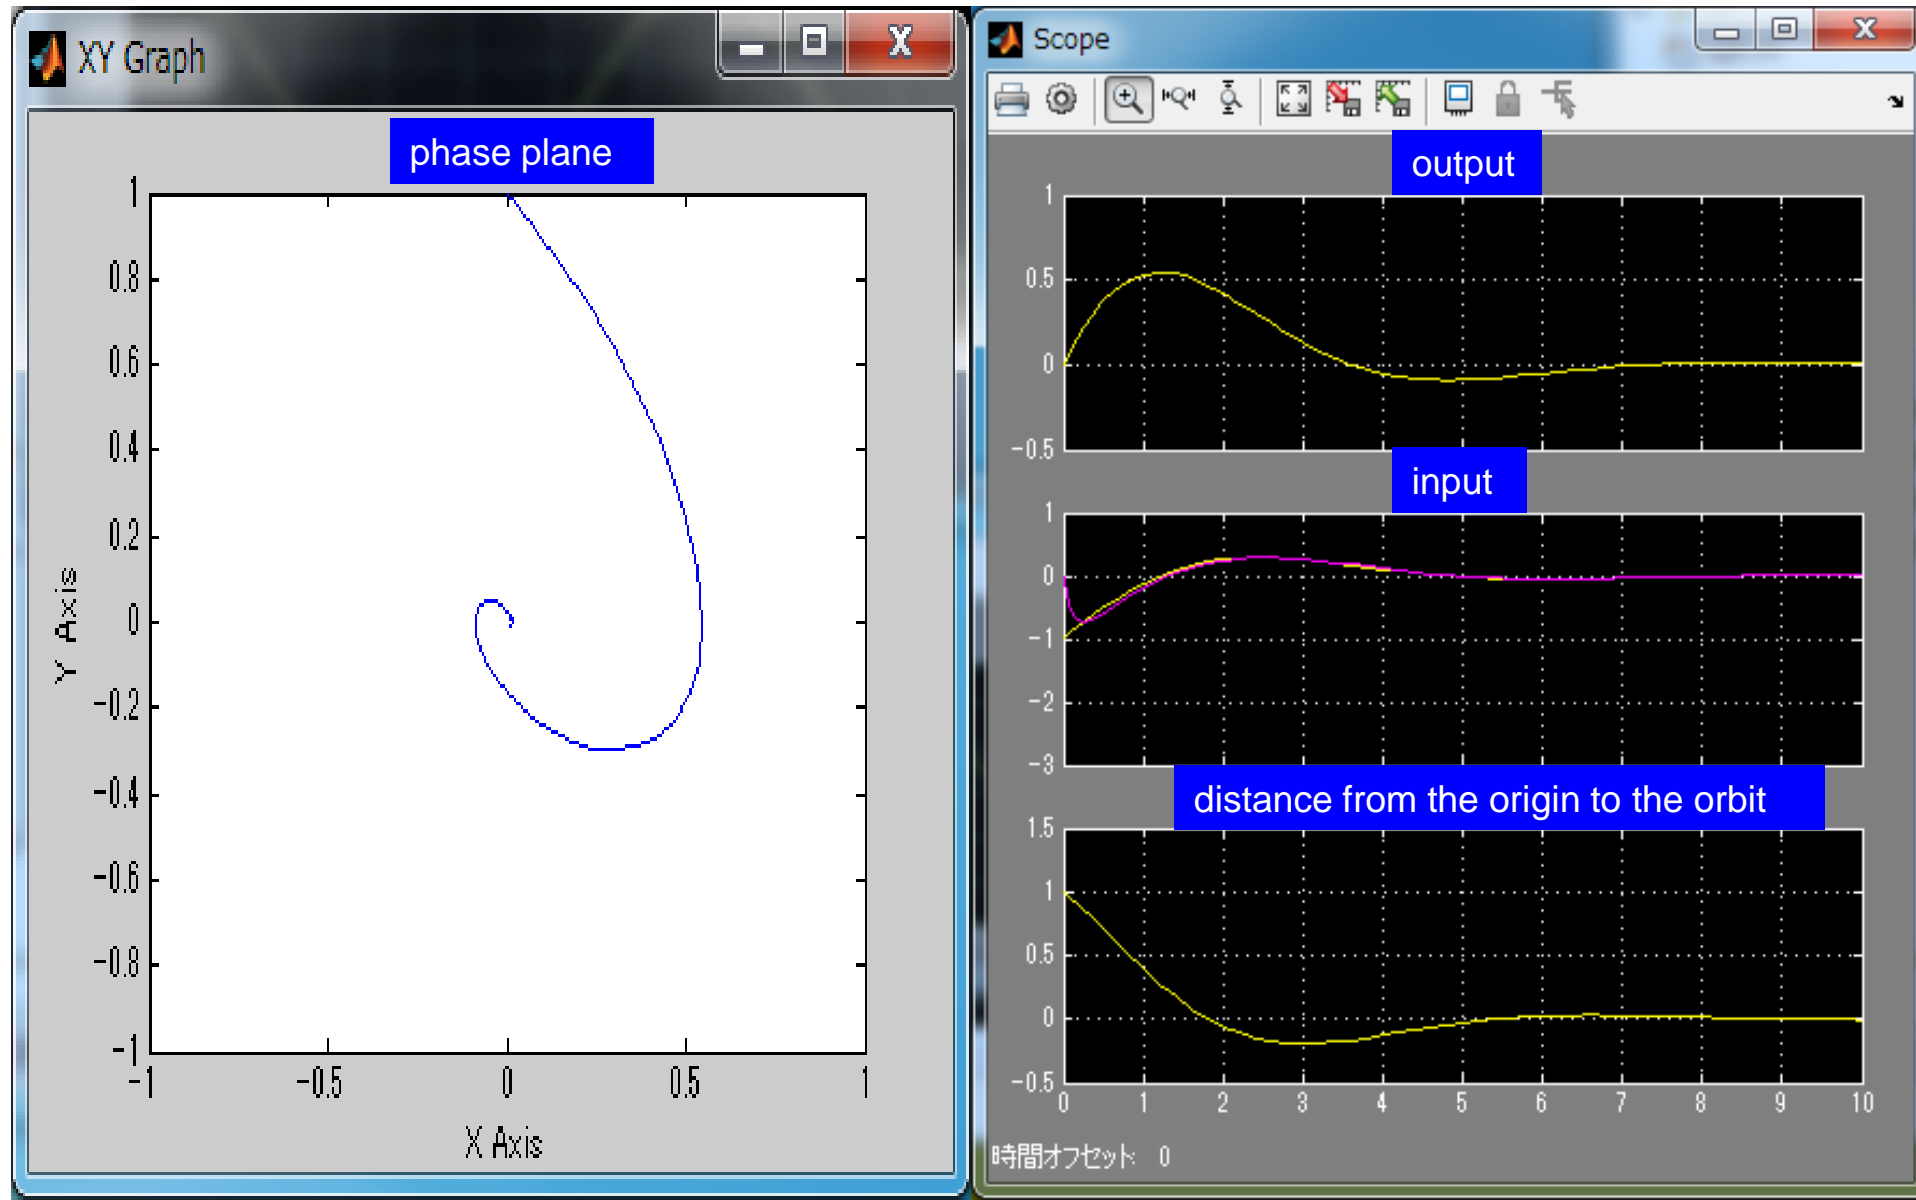 XY Graph
phase plane
1
0.8
0.6
0.4
0.2
0
-0.2
-0.4
-0.6
-0.8
-1
Y Axis
-1 -0.5 0 0.5 1
X Axis
Scope
output
1
0.5
0
-0.5
input
1
0
-1
-2
-3
distance from the origin to the orbit
1.5
1
0.5
0
-0.5
0 1 2 3 4 5 6 7 8 9 10
時間オフセット: 0